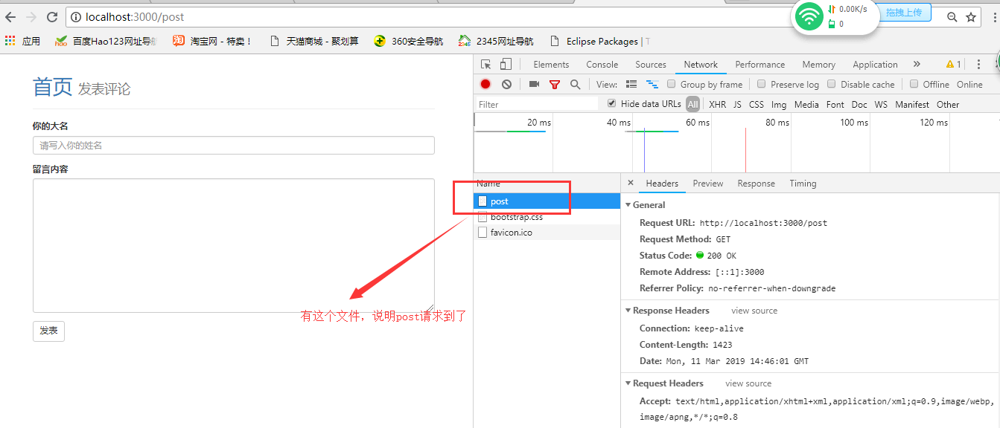 localhost:3000/post
0.00K/s
0
拖拽上传
应用
hao
百度Hao123网址导航
淘
淘宝网 - 特卖！
天猫商城 - 聚划算
360安全导航
2345
2345网址导航
Eclipse Packages | T
首页 发表评论
你的大名
请写入你的姓名
留言内容
发表
有这个文件，说明post请求到了
Elements Console Sources Network Performance Memory Application » 1
View: Group by frame Preserve log Disable cache Offline Online
Filter Hide data URLs All XHR JS CSS Img Media Font Doc WS Manifest Other
20 ms 40 ms 60 ms 80 ms 100 ms 120 ms
Name
post
bootstrap.css
favicon.ico
× Headers Preview Response Timing
General
Request URL: http://localhost:3000/post
Request Method: GET
Status Code: 200 OK
Remote Address: [::1]:3000
Referrer Policy: no-referrer-when-downgrade
Response Headers view source
Connection: keep-alive
Content-Length: 1423
Date: Mon, 11 Mar 2019 14:46:01 GMT
Request Headers view source
Accept: text/html,application/xhtml+xml,application/xml;q=0.9,image/webp,
image/apng,*/*;q=0.8